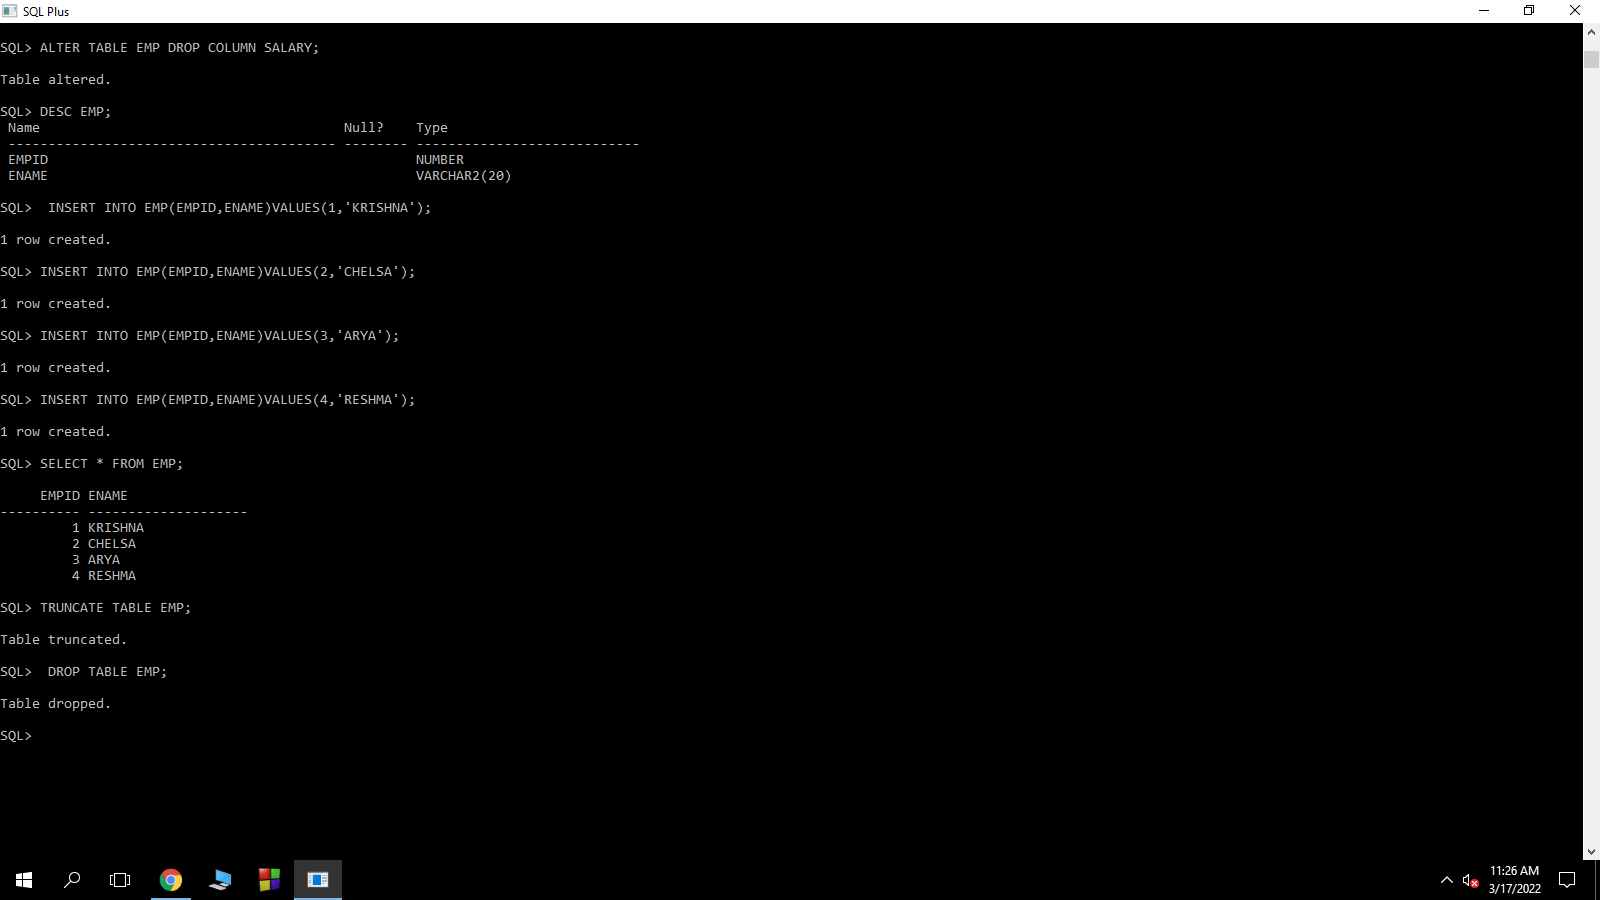 SQL Plus
SQL> ALTER TABLE EMP DROP COLUMN SALARY;
Table altered.
SQL> DESC EMP;
 Name                                      Null?    Type
 ----------------------------------------- -------- ----------------------------
 EMPID                                              NUMBER
 ENAME                                              VARCHAR2(20)
SQL>  INSERT INTO EMP(EMPID,ENAME)VALUES(1,'KRISHNA');
1 row created.
SQL> INSERT INTO EMP(EMPID,ENAME)VALUES(2,'CHELSA');
1 row created.
SQL> INSERT INTO EMP(EMPID,ENAME)VALUES(3,'ARYA');
1 row created.
SQL> INSERT INTO EMP(EMPID,ENAME)VALUES(4,'RESHMA');
1 row created.
SQL> SELECT * FROM EMP;
     EMPID ENAME
---------- --------------------
         1 KRISHNA
         2 CHELSA
         3 ARYA
         4 RESHMA
SQL> TRUNCATE TABLE EMP;
Table truncated.
SQL>  DROP TABLE EMP;
Table dropped.
SQL>
11:26 AM
3/17/2022